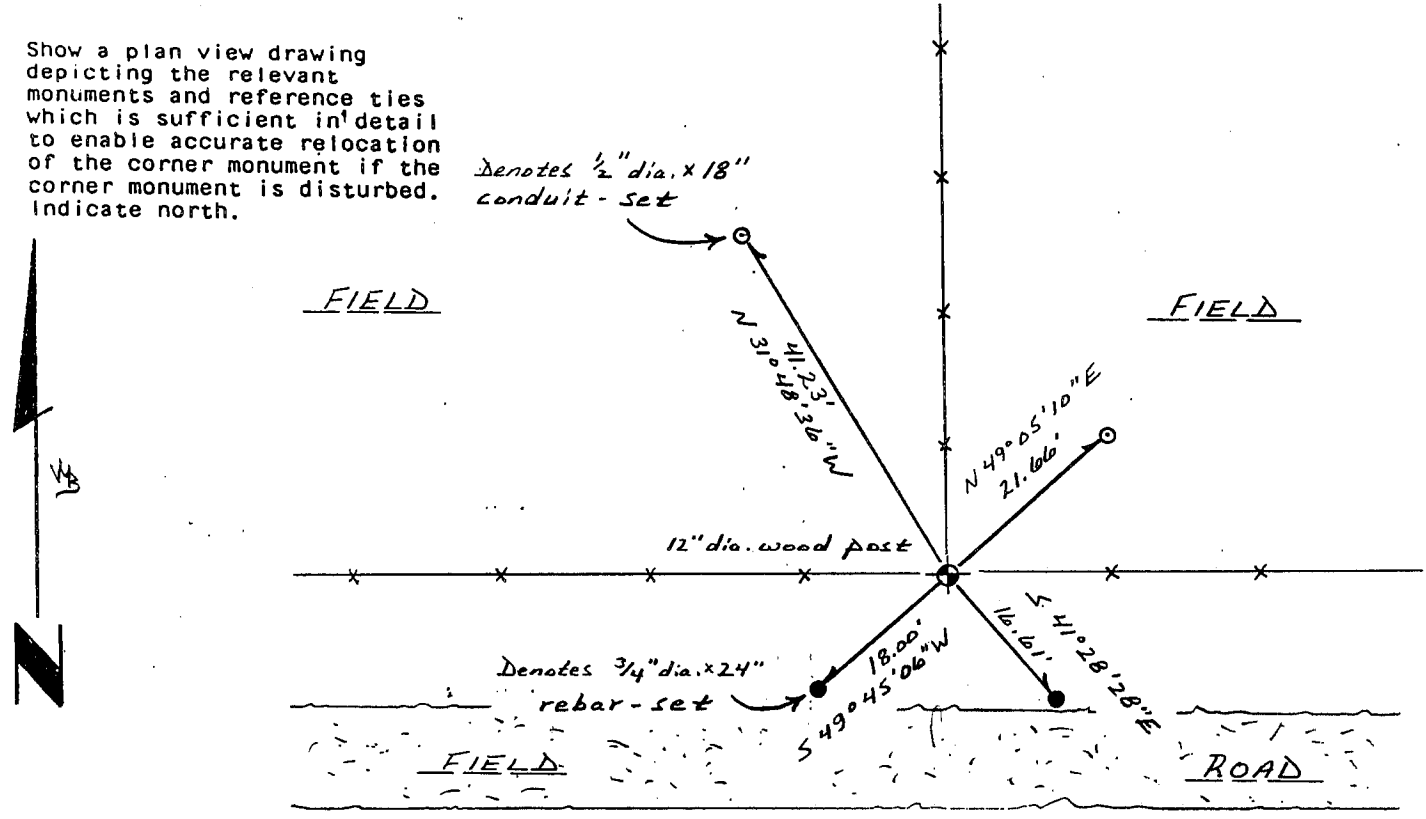 Show a plan view drawing
depicting the relevant
monuments and reference ties
which is sufficient in detail
to enable accurate relocation
of the corner monument if the
corner monument is disturbed.
Indicate north.
Denotes ½" dia. × 18"
conduit - set
FIELD
FIELD
41.23'
N 31° 48' 36" W
N 49° 05' 10" E
21.66'
12" dia. wood post
18.00'
S 49° 45' 06" W
16.61'
S 41° 28' 28" E
Denotes ¾" dia. × 24"
rebar - set
N
FIELD
ROAD